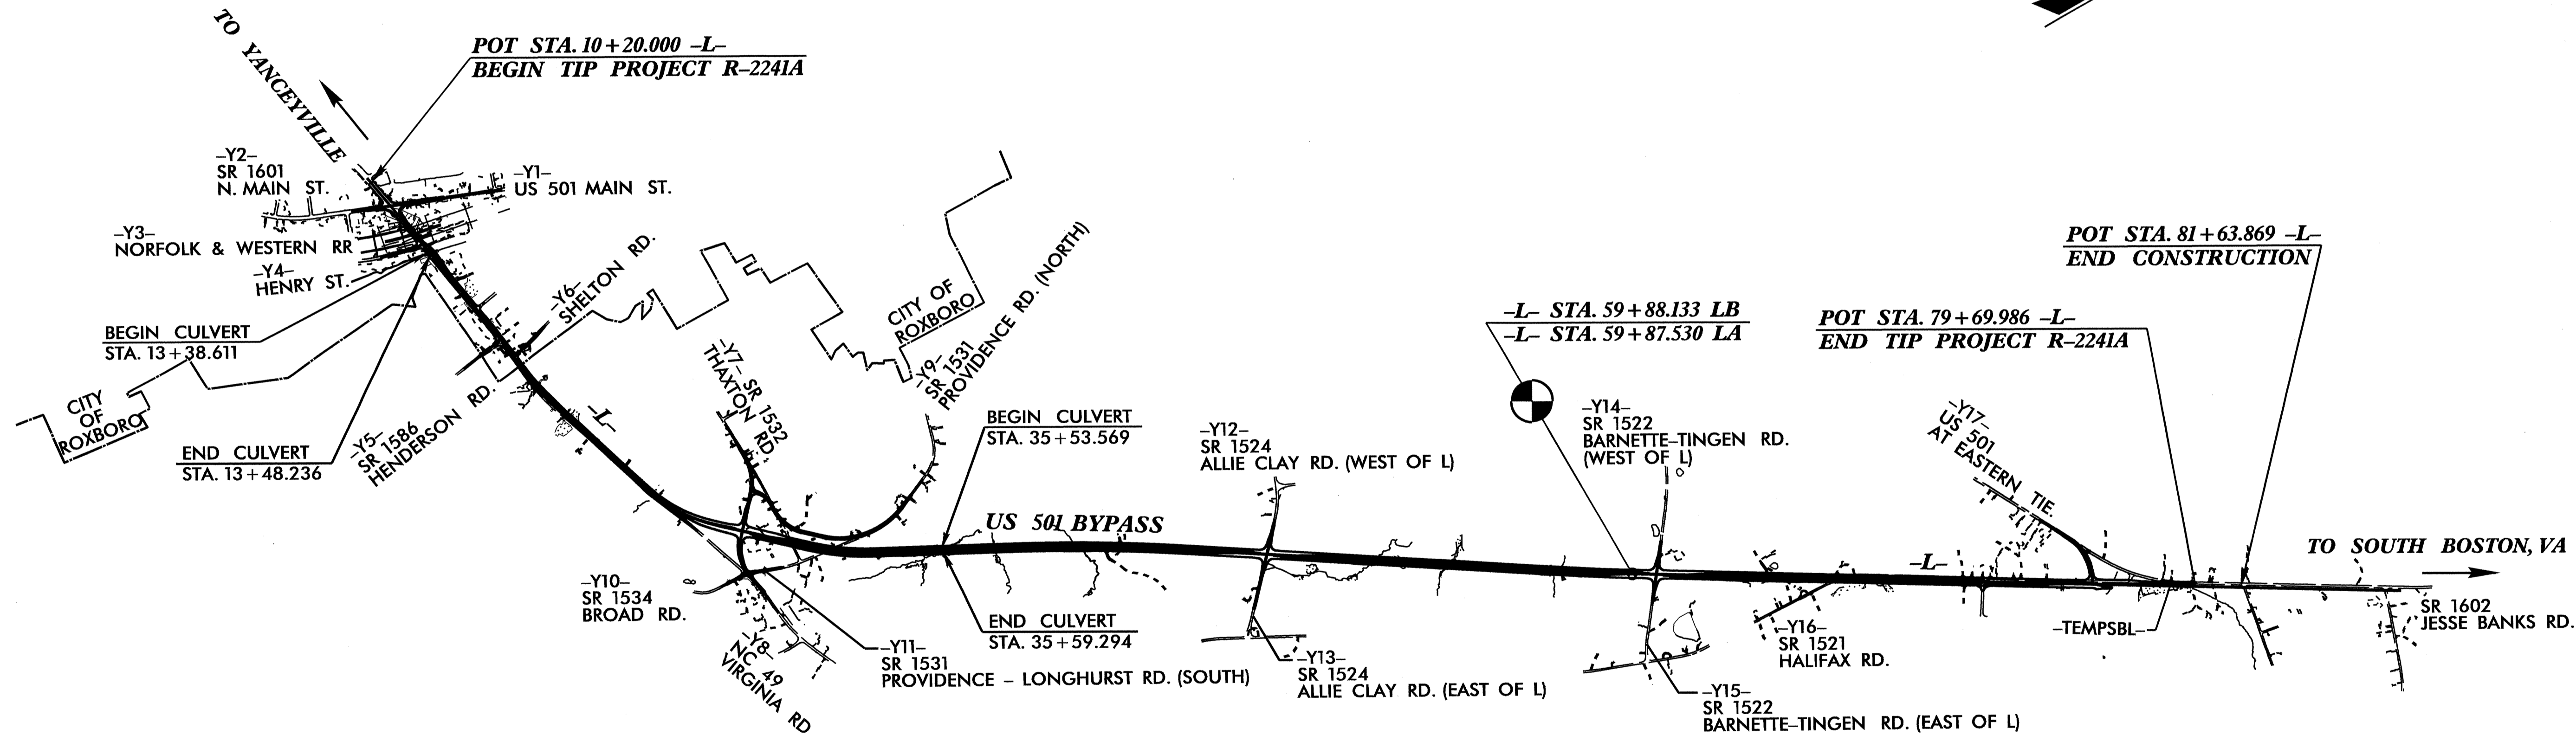 TO YANCEYVILLE
POT STA. 10+20.000 –L–
BEGIN TIP PROJECT R–2241A
–Y2–
SR 1601
N. MAIN ST.
–Y1–
US 501 MAIN ST.
–Y3–
NORFOLK & WESTERN RR
–Y4–
HENRY ST.
BEGIN CULVERT
STA. 13+38.611
CITY
OF
ROXBORO
END CULVERT
STA. 13+48.236
–Y5–
SR 1586
HENDERSON RD.
–Y6–
SHELTON RD.
–L–
–Y7– SR 1532
THAXTON RD.
CITY OF
ROXBORO
–Y9–
SR 1531
PROVIDENCE RD. (NORTH)
BEGIN CULVERT
STA. 35+53.569
US 501 BYPASS
–Y10–
SR 1534
BROAD RD.
–Y8–
NC 49
VIRGINIA RD
–Y11–
SR 1531
PROVIDENCE – LONGHURST RD. (SOUTH)
END CULVERT
STA. 35+59.294
–Y12–
SR 1524
ALLIE CLAY RD. (WEST OF L)
–Y13–
SR 1524
ALLIE CLAY RD. (EAST OF L)
–L– STA. 59+88.133 LB
–L– STA. 59+87.530 LA
–Y14–
SR 1522
BARNETTE–TINGEN RD.
(WEST OF L)
–Y15–
SR 1522
BARNETTE–TINGEN RD. (EAST OF L)
–Y16–
SR 1521
HALIFAX RD.
–L–
POT STA. 79+69.986 –L–
END TIP PROJECT R–2241A
–Y17–
US 501
AT EASTERN TIE.
POT STA. 81+63.869 –L–
END CONSTRUCTION
–TEMPSBL–
TO SOUTH BOSTON, VA
SR 1602
JESSE BANKS RD.